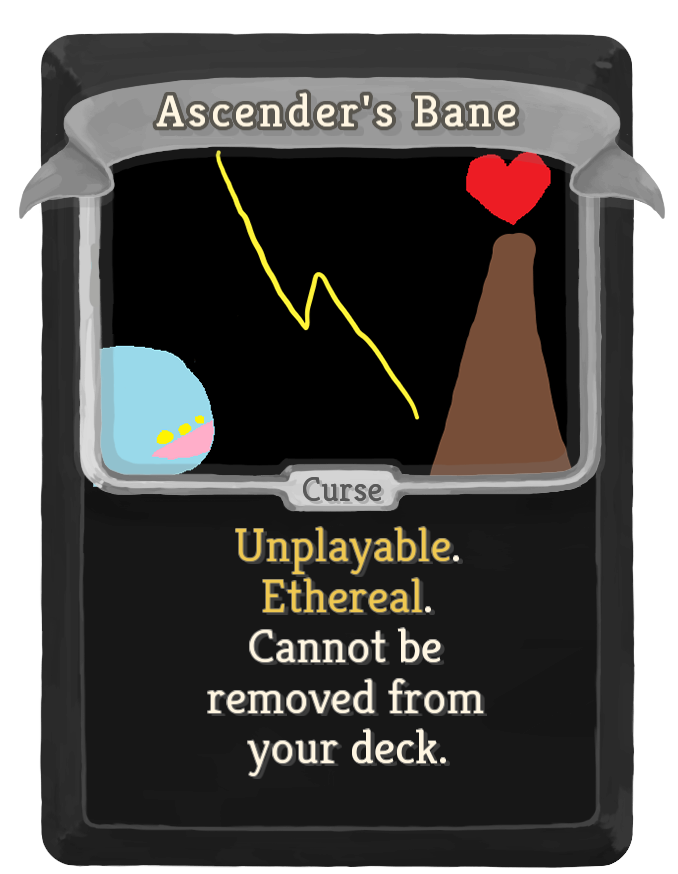 Ascender's Bane
Curse
Unplayable.
Ethereal.
Cannot be
removed from
your deck.